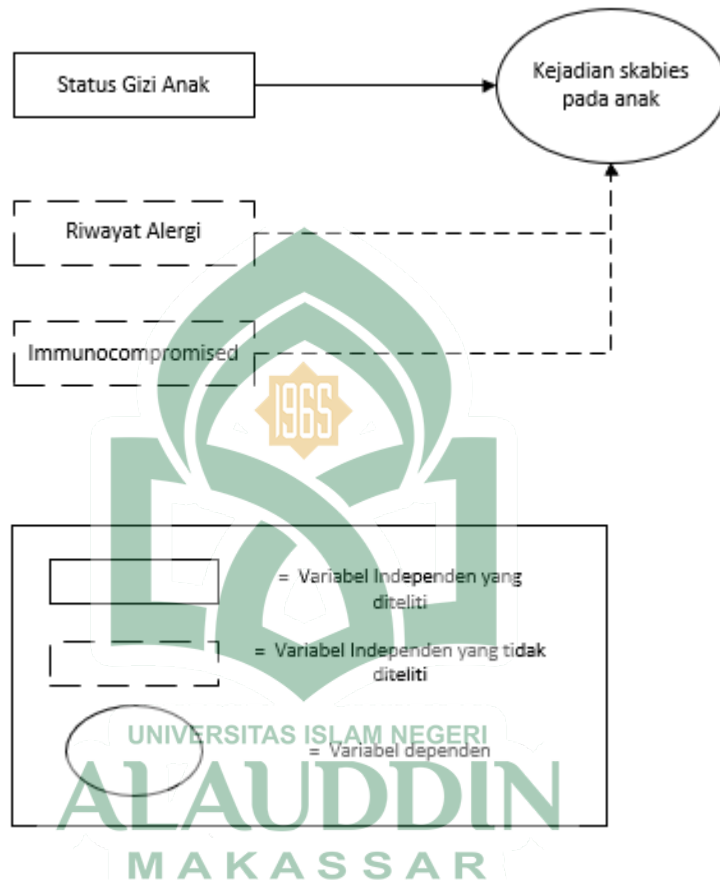 Status Gizi Anak
Kejadian skabies
pada anak
Riwayat Alergi
Immunocompromised
1965
= Variabel Independen yang
diteliti
= Variabel Independen yang tidak
diteliti
UNIVERSITAS ISLAM NEGERI
= Variabel dependen
ALAUDDIN
MAKASSAR